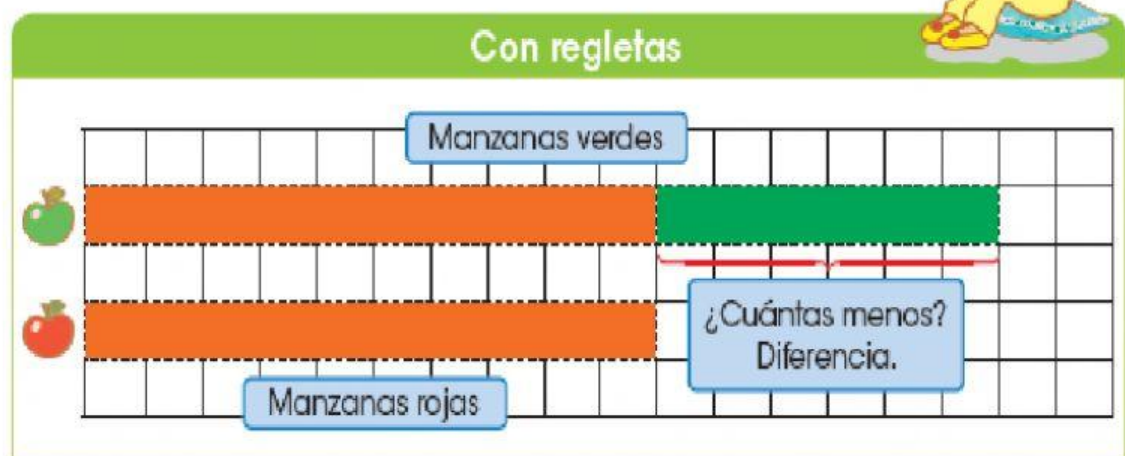 Con regletas
Manzanas verdes
¿Cuántas menos?
Diferencia.
Manzanas rojas